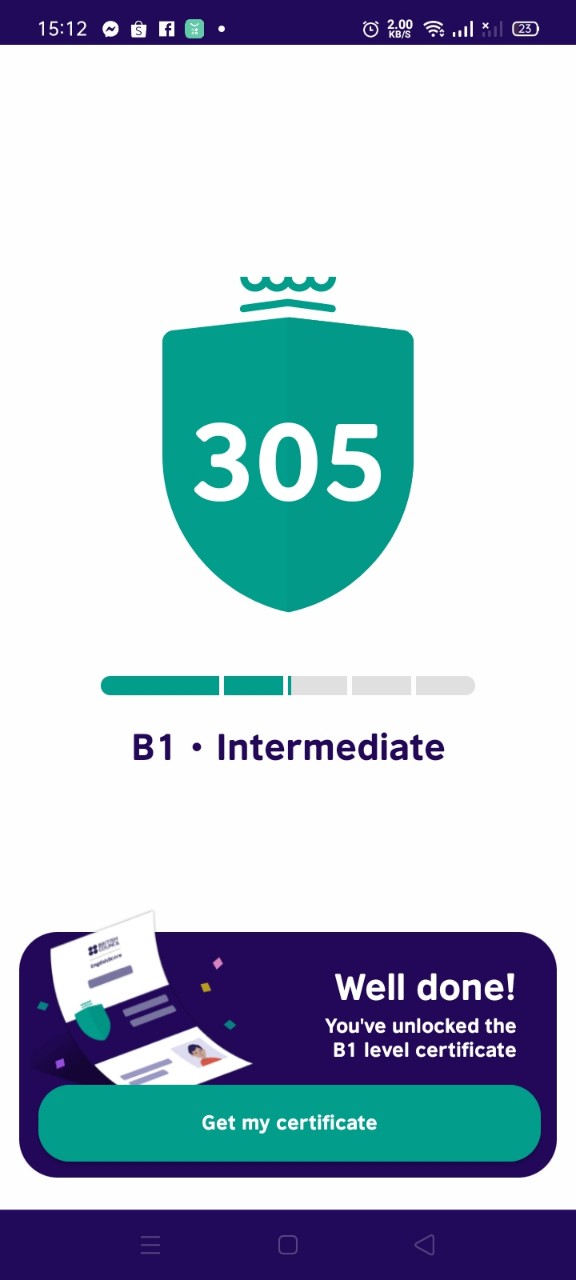 15:12
2.00
KB/S
23
305
B1 • Intermediate
BRITISH
COUNCIL
EnglishScore
Well done!
You've unlocked the
B1 level certificate
Get my certificate